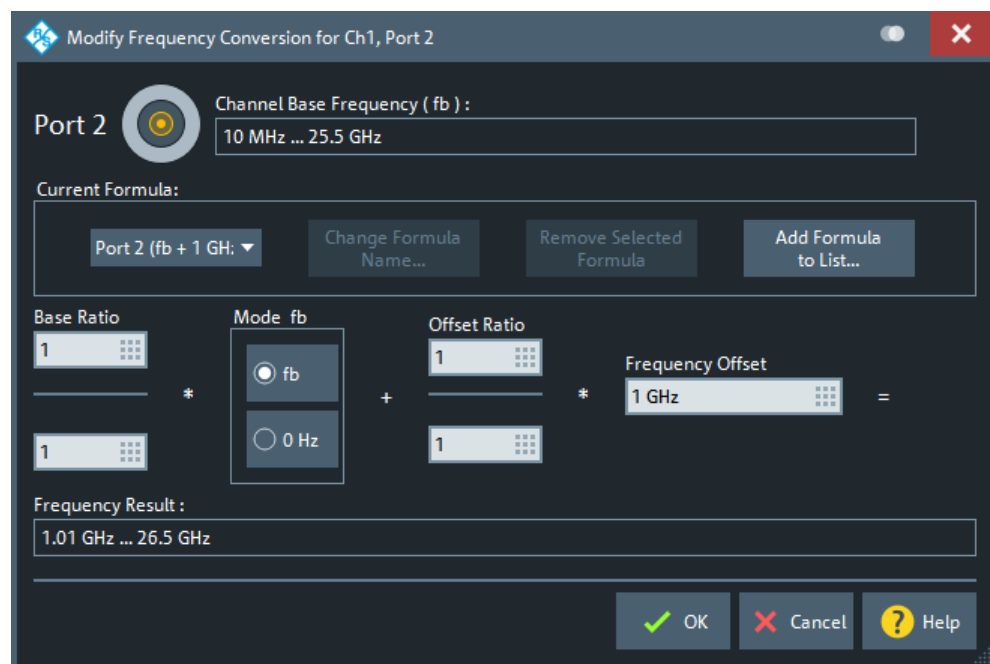 Modify Frequency Conversion for Ch1, Port 2
Port 2
Channel Base Frequency ( fb ) :
10 MHz ... 25.5 GHz
Current Formula:
Port 2 (fb + 1 GH:
Change Formula
Name...
Remove Selected
Formula
Add Formula
to List...
Base Ratio
1
1
*
Mode fb
fb
0 Hz
+
Offset Ratio
1
1
*
Frequency Offset
1 GHz
=
Frequency Result :
1.01 GHz ... 26.5 GHz
OK
Cancel
? Help